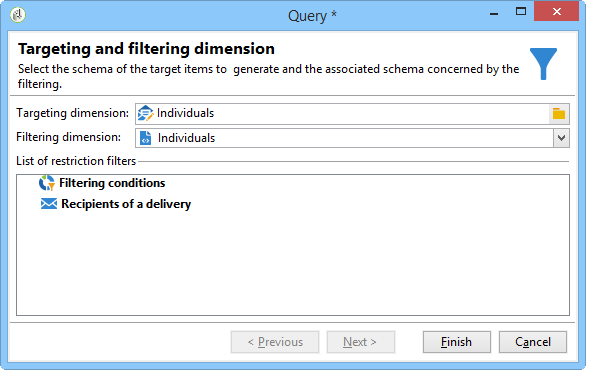 Query *
Targeting and filtering dimension
Select the schema of the target items to  generate and the associated schema concerned by the
filtering.
Targeting dimension: Individuals
Filtering dimension: Individuals
List of restriction filters
Filtering conditions
Recipients of a delivery
< Previous Next > Finish Cancel